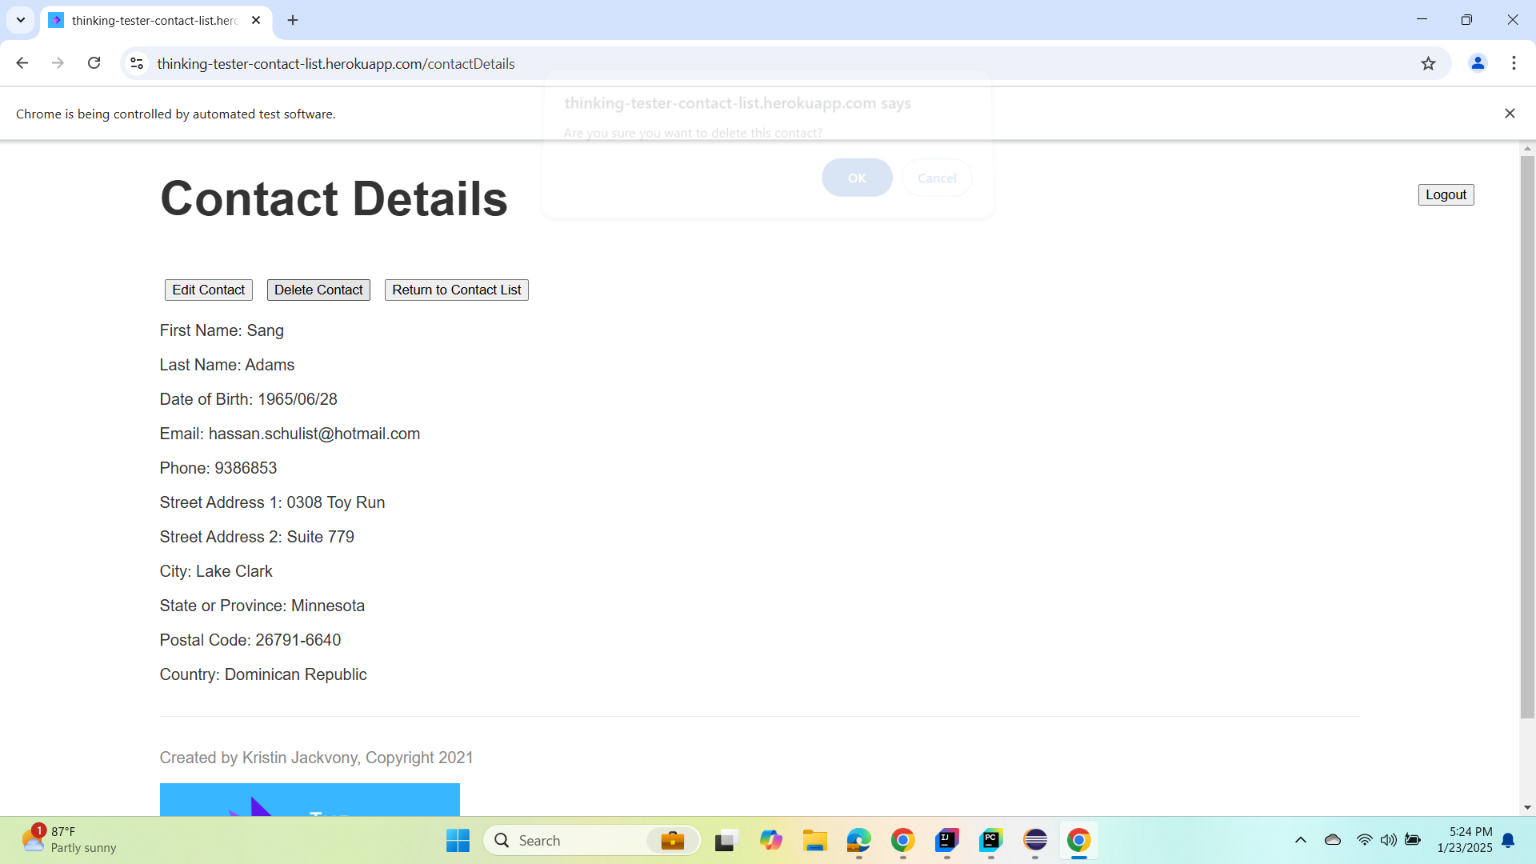 thinking-tester-contact-list.herc
thinking-tester-contact-list.herokuapp.com/contactDetails
Chrome is being controlled by automated test software.
thinking-tester-contact-list.herokuapp.com says
Are you sure you want to delete this contact?
OK
Cancel
Contact Details
Logout
Edit Contact
Delete Contact
Return to Contact List
First Name: Sang
Last Name: Adams
Date of Birth: 1965/06/28
Email: hassan.schulist@hotmail.com
Phone: 9386853
Street Address 1: 0308 Toy Run
Street Address 2: Suite 779
City: Lake Clark
State or Province: Minnesota
Postal Code: 26791-6640
Country: Dominican Republic
Created by Kristin Jackvony, Copyright 2021
1
87°F
Partly sunny
Search
IJ
PC
5:24 PM
1/23/2025